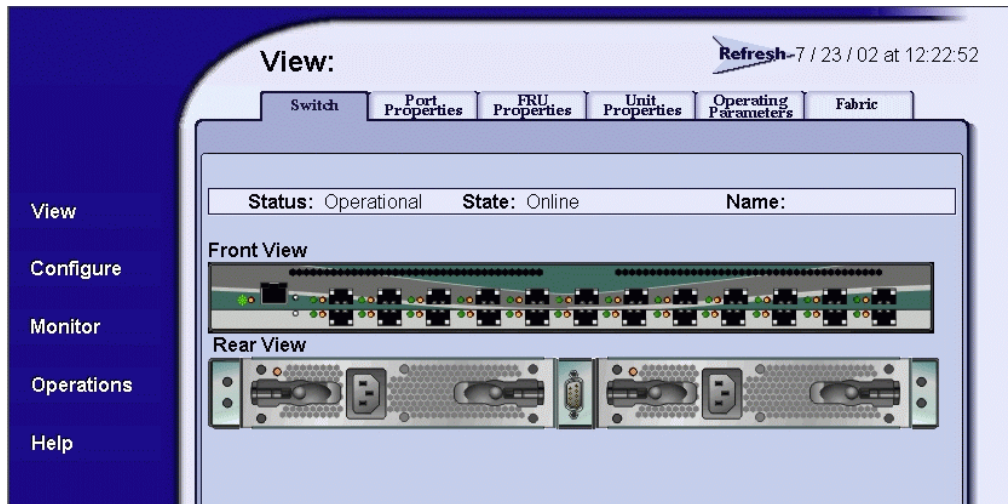 View:
Refresh-7 / 23 / 02 at 12:22:52
Switch
Port Properties
FRU Properties
Unit Properties
Operating Parameters
Fabric
Status: Operational State: Online Name:
View
Front View
Configure
Monitor
Rear View
Operations
Help